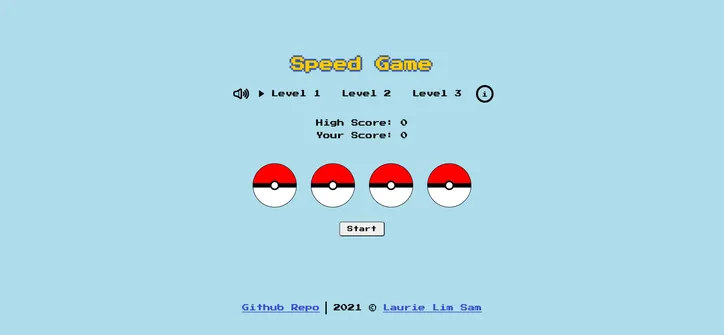 Speed Game
Level 1 Level 2 Level 3 i
High Score: 0
Your Score: 0
Start
Github Repo | 2021 © Laurie Lim Sam